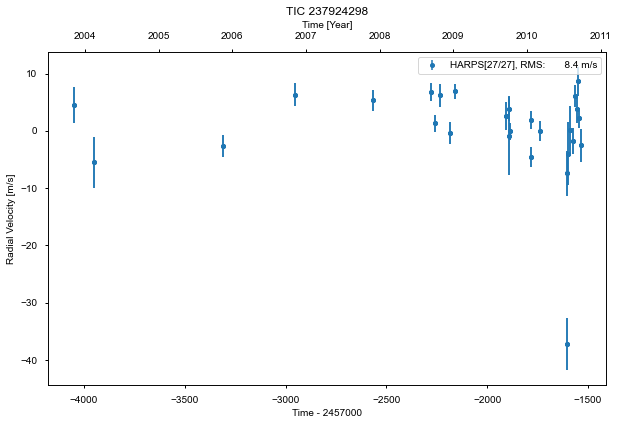 TIC 237924298
Time [Year]
2004 2005 2006 2007 2008 2009 2010 2011
HARPS[27/27], RMS: 8.4 m/s
10
0
−10
−20
−30
−40
Radial Velocity [m/s]
−4000 −3500 −3000 −2500 −2000 −1500
Time - 2457000